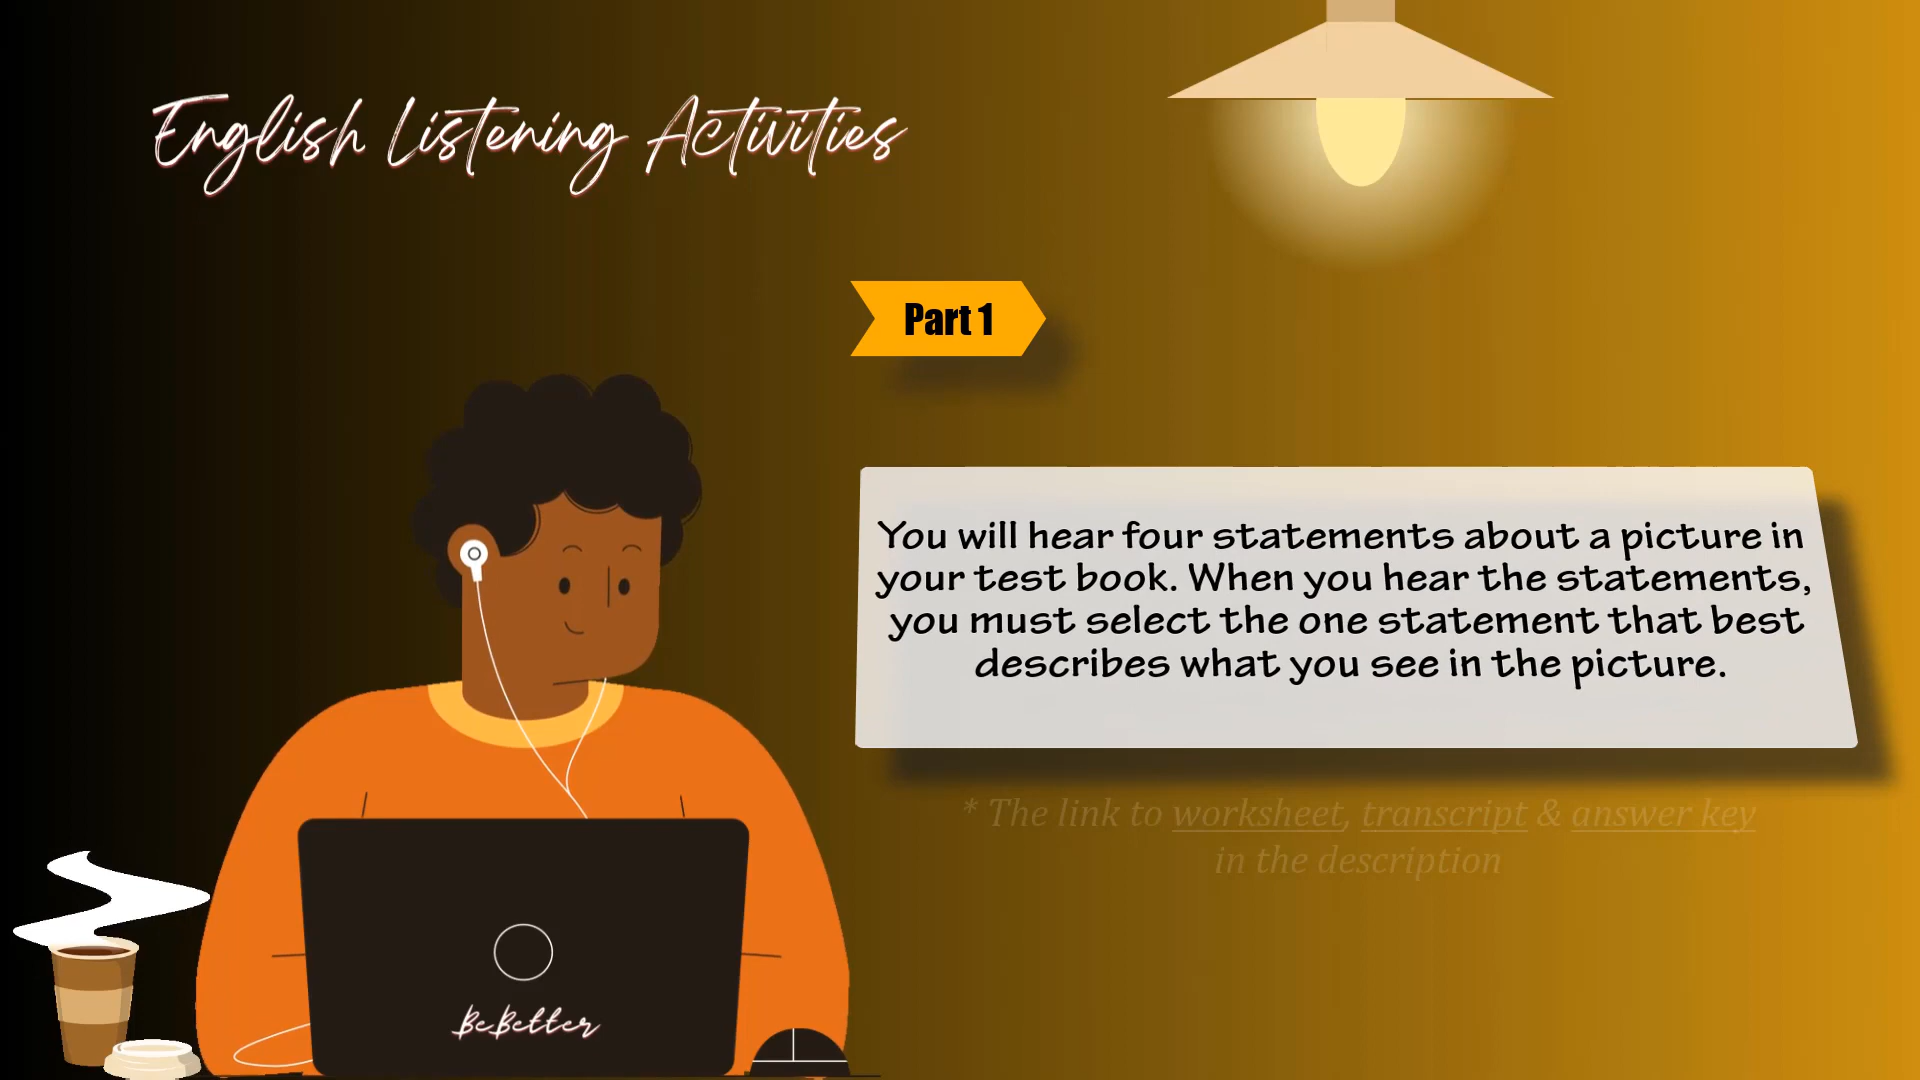 English Listening Activities
Part 1
You will hear four statements about a picture in
your test book. When you hear the statements,
you must select the one statement that best
describes what you see in the picture.
* The link to worksheet, transcript & answer key
in the description
BeBetter